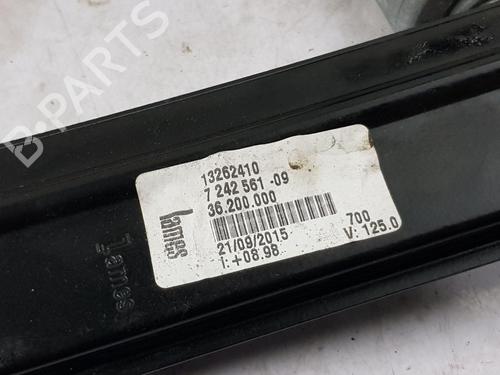 B-PARTS
13262410
7 242 561 -09
36.200.000
Lames
21/09/2015
700
I: +08.98
V: 125.0
Lames